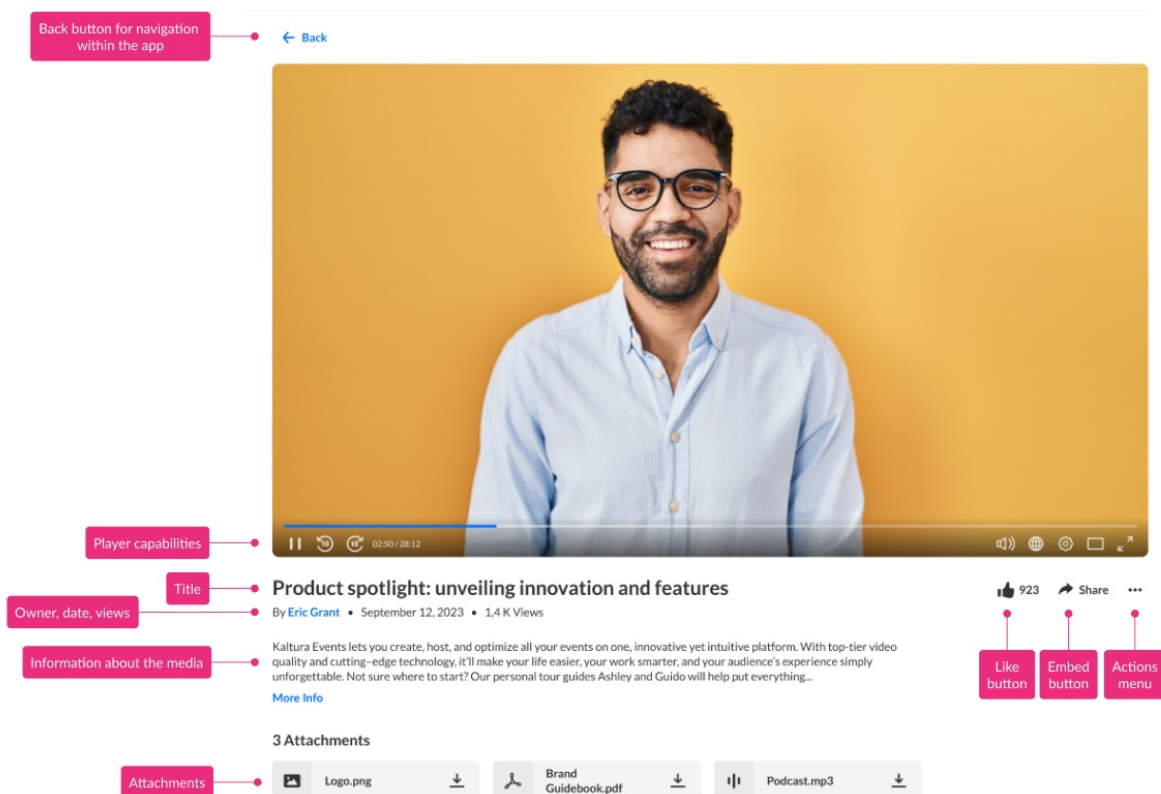 Back button for navigation
within the app
Back
Player capabilities
10 10 02:50 / 28:12
Title
Product spotlight: unveiling innovation and features
923 Share
Owner, date, views
By Eric Grant • September 12, 2023 • 1,4 K Views
Information about the media
Kaltura Events lets you create, host, and optimize all your events on one, innovative yet intuitive platform. With top-tier video
quality and cutting-edge technology, it'll make your life easier, your work smarter, and your audience's experience simply
unforgettable. Not sure where to start? Our personal tour guides Ashley and Guido will help put everything...
More Info
Like
button
Embed
button
Actions
menu
3 Attachments
Attachments
Logo.png
Brand
Guidebook.pdf
Podcast.mp3